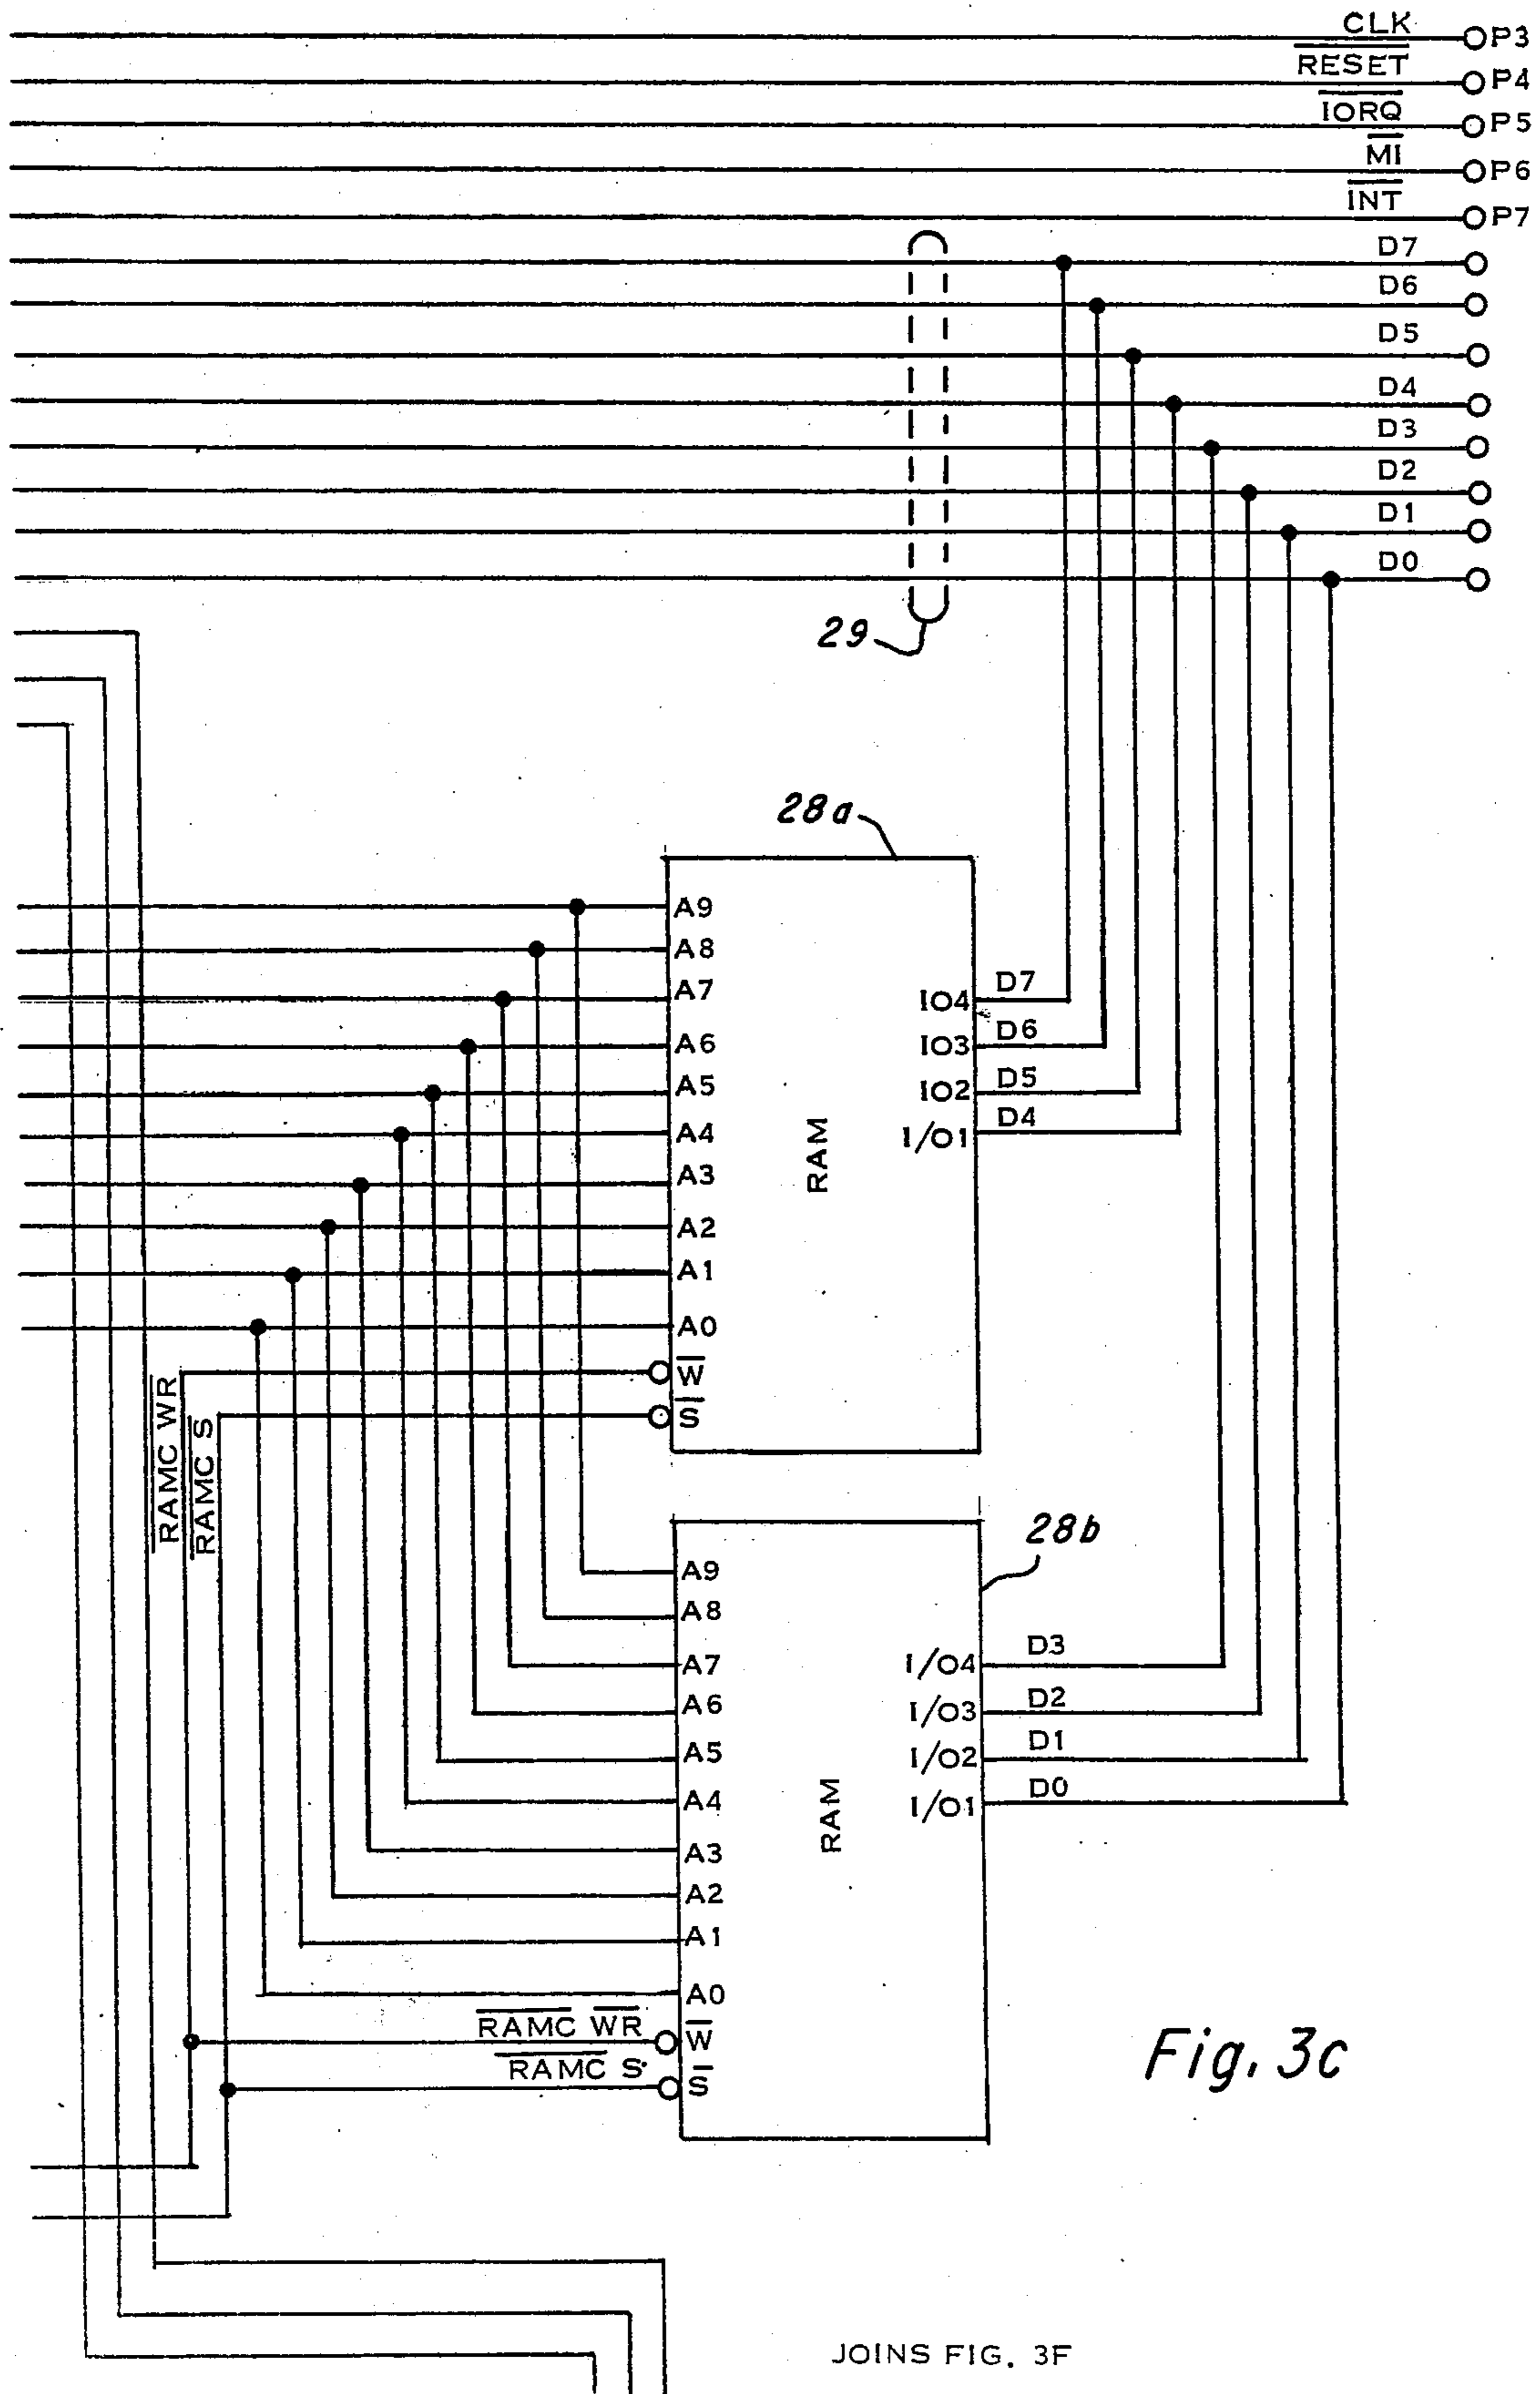 CLK
P3
RESET
P4
IORQ
P5
MI
P6
INT
P7
D7
D6
D5
D4
D3
D2
D1
D0
29
28a
A9
A8
A7
A6
A5
A4
A3
A2
A1
A0
W
S
RAM
IO4 D7
IO3 D6
IO2 D5
I/O1 D4
RAMC WR
RAMC S
28b
A9
A8
A7
A6
A5
A4
A3
A2
A1
A0
RAM
I/O4 D3
I/O3 D2
I/O2 D1
I/O1 D0
RAMC WR W
RAMC S S
Fig. 3c
JOINS FIG. 3F